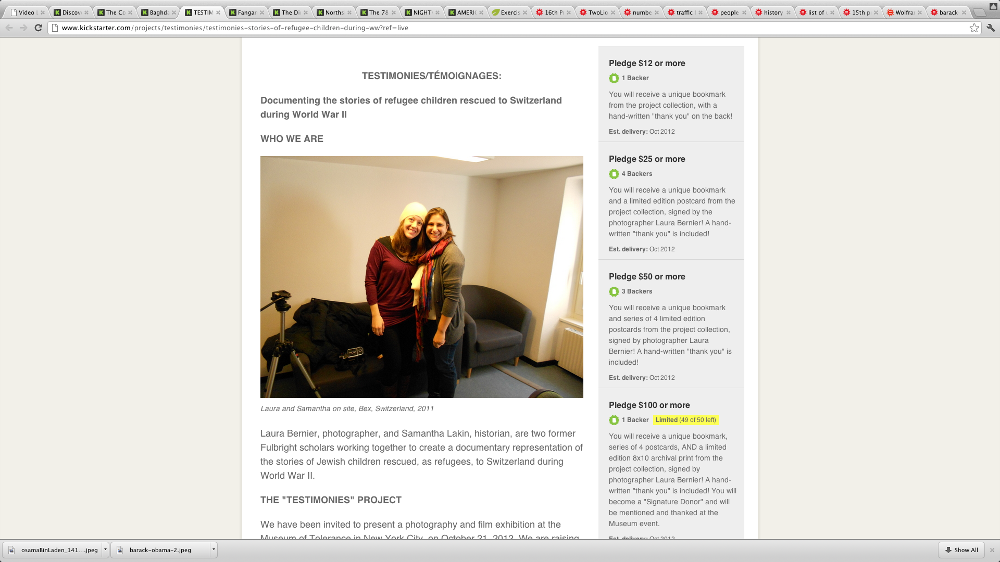 Video L
Discov
The Co
Baghda
TESTIM
Fangar
The Di
Norths
The 78
NIGHT
AMERIC
Exercis
16th Pr
TwoLio
numbe
traffic
people
history
list of
15th p
Wolfra
barack
www.kickstarter.com/projects/testimonies/testimonies-stories-of-refugee-children-during-ww?ref=live
TESTIMONIES/TÉMOIGNAGES:
Documenting the stories of refugee children rescued to Switzerland
during World War II
WHO WE ARE
Laura and Samantha on site, Bex, Switzerland, 2011
Laura Bernier, photographer, and Samantha Lakin, historian, are two former
Fulbright scholars working together to create a documentary representation of
the stories of Jewish children rescued, as refugees, to Switzerland during
World War II.
THE "TESTIMONIES" PROJECT
We have been invited to present a photography and film exhibition at the
Museum of Tolerance in New York City, on October 21, 2012. We are raising
Pledge $12 or more
1 Backer
You will receive a unique bookmark
from the project collection, with a
hand-written "thank you" on the back!
Est. delivery: Oct 2012
Pledge $25 or more
4 Backers
You will receive a unique bookmark
and a limited edition postcard from the
project collection, signed by the
photographer Laura Bernier! A hand-
written "thank you" is included!
Est. delivery: Oct 2012
Pledge $50 or more
3 Backers
You will receive a unique bookmark
and series of 4 limited edition
postcards from the project collection,
signed by photographer Laura
Bernier! A hand-written "thank you" is
included!
Est. delivery: Oct 2012
Pledge $100 or more
1 Backer Limited (49 of 50 left)
You will receive a unique bookmark,
series of 4 postcards, AND a limited
edition 8x10 archival print from the
project collection, signed by
photographer Laura Bernier! A hand-
written "thank you" is included! You will
become a "Signature Donor" and will
be mentioned and thanked at the
Museum event.
Est. delivery: Oct 2012
osamaBinLaden_141....jpeg
barack-obama-2.jpeg
Show All